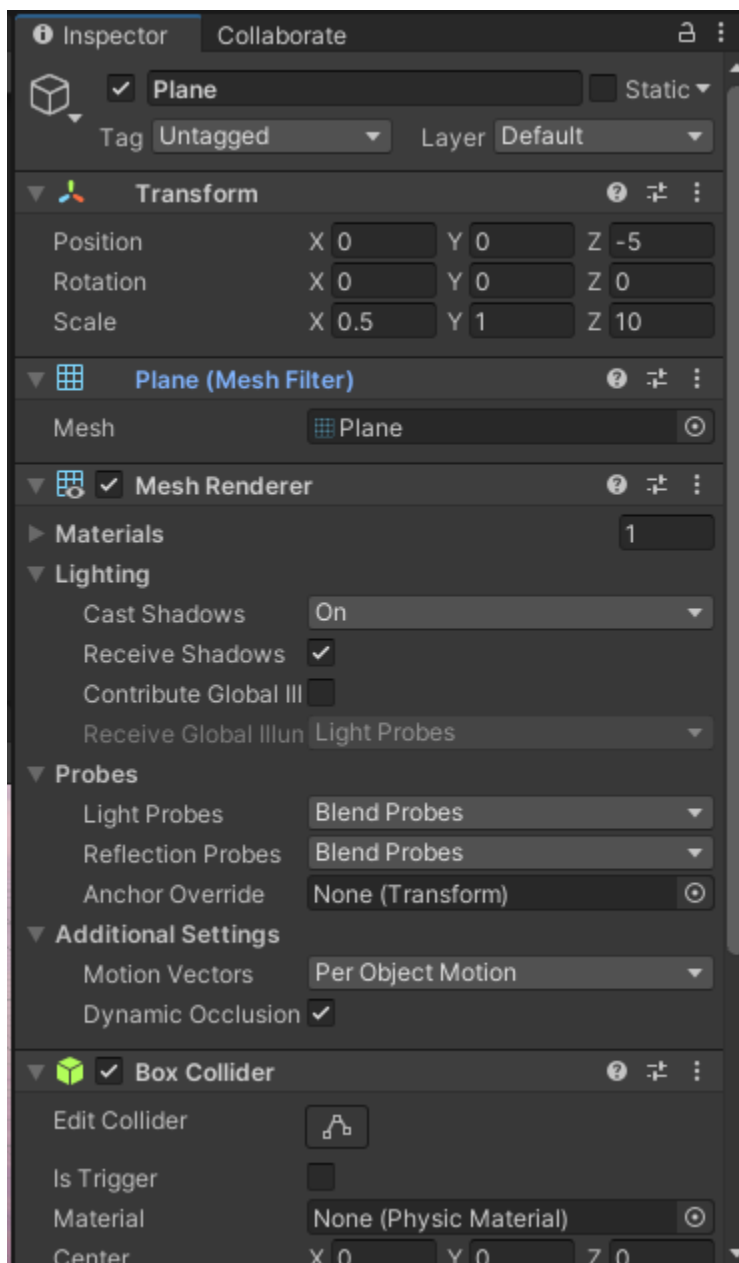 Inspector Collaborate
Plane Static
Tag Untagged Layer Default
Transform
Position X 0 Y 0 Z -5
Rotation X 0 Y 0 Z 0
Scale X 0.5 Y 1 Z 10
Plane (Mesh Filter)
Mesh Plane
Mesh Renderer
Materials 1
Lighting
Cast Shadows On
Receive Shadows
Contribute Global Ill
Receive Global Illun Light Probes
Probes
Light Probes Blend Probes
Reflection Probes Blend Probes
Anchor Override None (Transform)
Additional Settings
Motion Vectors Per Object Motion
Dynamic Occlusion
Box Collider
Edit Collider
Is Trigger
Material None (Physic Material)
Center X 0 Y 0 Z 0